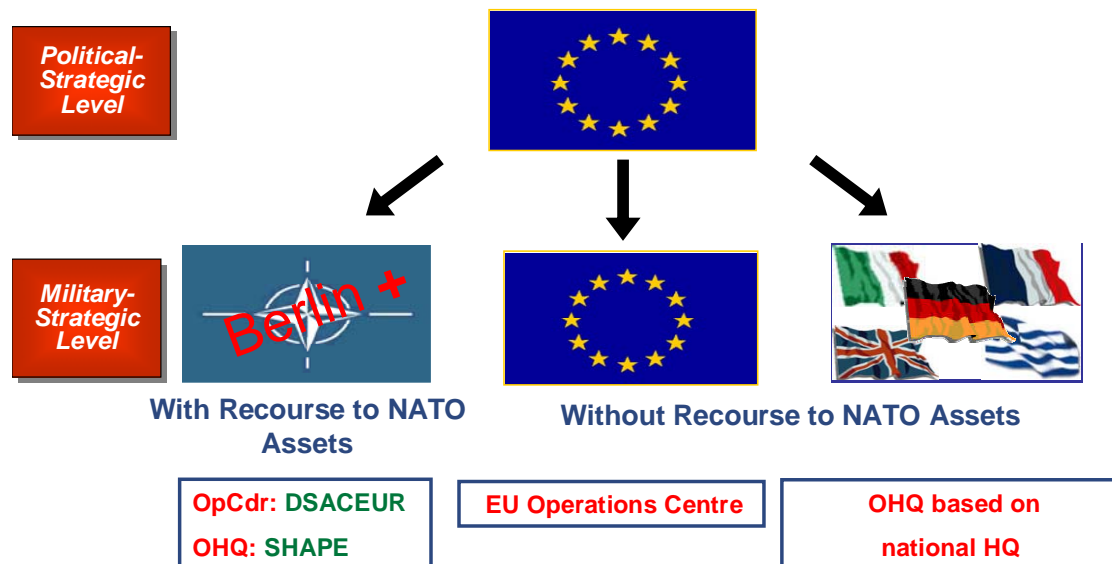 Political-
Strategic
Level
Military-
Strategic
Level
Berlin +
With Recourse to NATO
Assets
Without Recourse to NATO Assets
OpCdr: DSACEUR
OHQ: SHAPE
EU Operations Centre
OHQ based on
national HQ